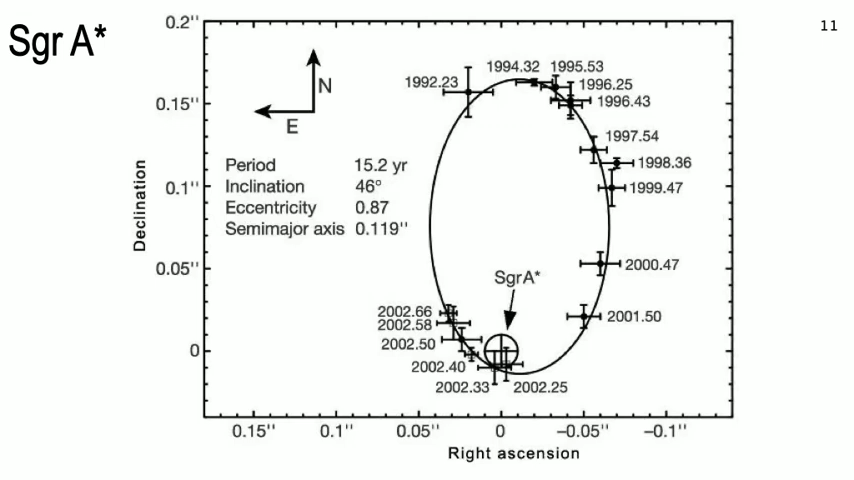 Sgr A*
11
0.2''
0.15''
0.1''
0.05''
0
Declination
N
E
Period 15.2 yr
Inclination 46°
Eccentricity 0.87
Semimajor axis 0.119''
1992.23
1994.32
1995.53
1996.25
1996.43
1997.54
1998.36
1999.47
2000.47
2001.50
SgrA*
2002.66
2002.58
2002.50
2002.40
2002.33
2002.25
0.15'' 0.1'' 0.05'' 0 −0.05'' −0.1''
Right ascension